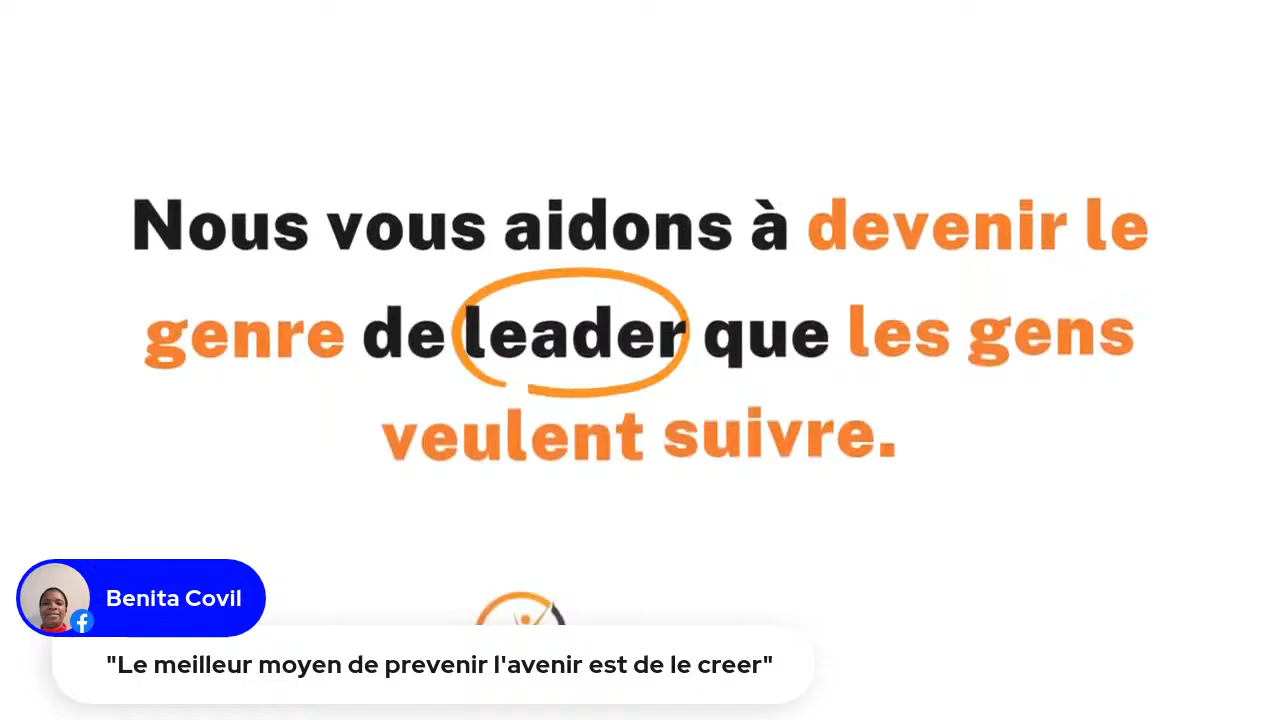 Nous vous aidons à devenir le
genre de leader que les gens
veulent suivre.
Benita Covil
"Le meilleur moyen de prevenir l'avenir est de le creer"